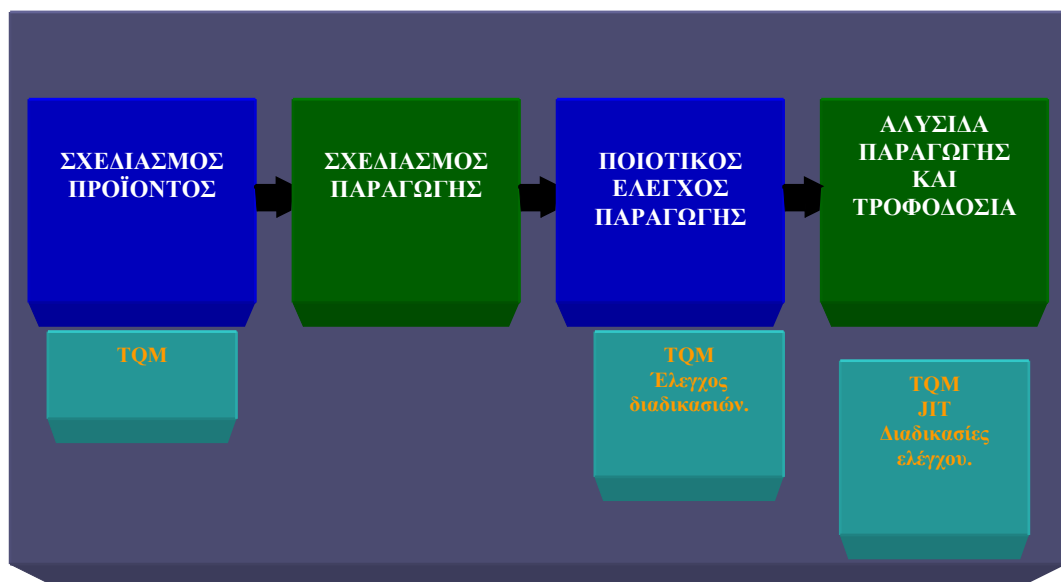 ΣΧΕΔΙΑΣΜΟΣ
ΠΡΟΪΟΝΤΟΣ
ΣΧΕΔΙΑΣΜΟΣ
ΠΑΡΑΓΩΓΗΣ
ΠΟΙΟΤΙΚΟΣ
ΕΛΕΓΧΟΣ
ΠΑΡΑΓΩΓΗΣ
ΑΛΥΣΙΔΑ
ΠΑΡΑΓΩΓΗΣ
ΚΑΙ
ΤΡΟΦΟΔΟΣΙΑ
TQM
TQM
Έλεγχος
διαδικασιών.
TQM
JIT
Διαδικασίες
ελέγχου.